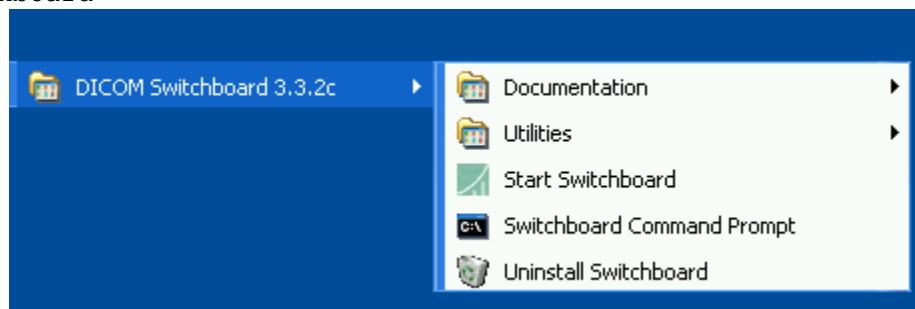 DICOM Switchboard 3.3.2c
Documentation
Utilities
Start Switchboard
C:\
Switchboard Command Prompt
Uninstall Switchboard